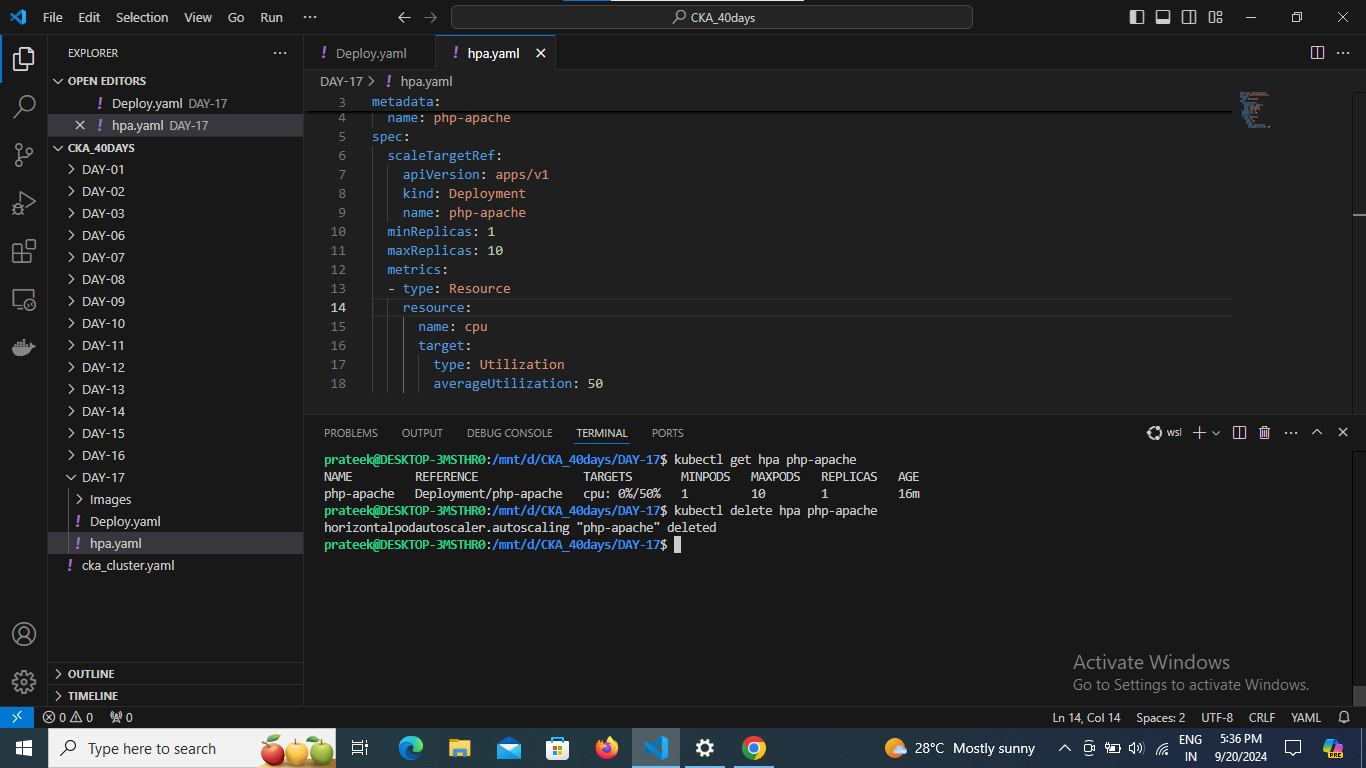 File Edit Selection View Go Run ···
CKA_40days
EXPLORER
OPEN EDITORS
Deploy.yaml DAY-17
hpa.yaml DAY-17
CKA_40DAYS
DAY-01
DAY-02
DAY-03
DAY-06
DAY-07
DAY-08
DAY-09
DAY-10
DAY-11
DAY-12
DAY-13
DAY-14
DAY-15
DAY-16
DAY-17
Images
Deploy.yaml
hpa.yaml
cka_cluster.yaml
OUTLINE
TIMELINE
Deploy.yaml hpa.yaml
DAY-17 > hpa.yaml
3 metadata:
4 name: php-apache
5 spec:
6 scaleTargetRef:
7 apiVersion: apps/v1
8 kind: Deployment
9 name: php-apache
10 minReplicas: 1
11 maxReplicas: 10
12 metrics:
13 - type: Resource
14 resource:
15 name: cpu
16 target:
17 type: Utilization
18 averageUtilization: 50
PROBLEMS OUTPUT DEBUG CONSOLE TERMINAL PORTS
wsl
prateek@DESKTOP-3MSTHR0:/mnt/d/CKA_40days/DAY-17$ kubectl get hpa php-apache
NAME REFERENCE TARGETS MINPODS MAXPODS REPLICAS AGE
php-apache Deployment/php-apache cpu: 0%/50% 1 10 1 16m
prateek@DESKTOP-3MSTHR0:/mnt/d/CKA_40days/DAY-17$ kubectl delete hpa php-apache
horizontalpodautoscaler.autoscaling "php-apache" deleted
prateek@DESKTOP-3MSTHR0:/mnt/d/CKA_40days/DAY-17$
Activate Windows
Go to Settings to activate Windows.
0 0 0
Ln 14, Col 14 Spaces: 2 UTF-8 CRLF YAML
Type here to search
28°C Mostly sunny
ENG
IN
5:36 PM
9/20/2024
PRE